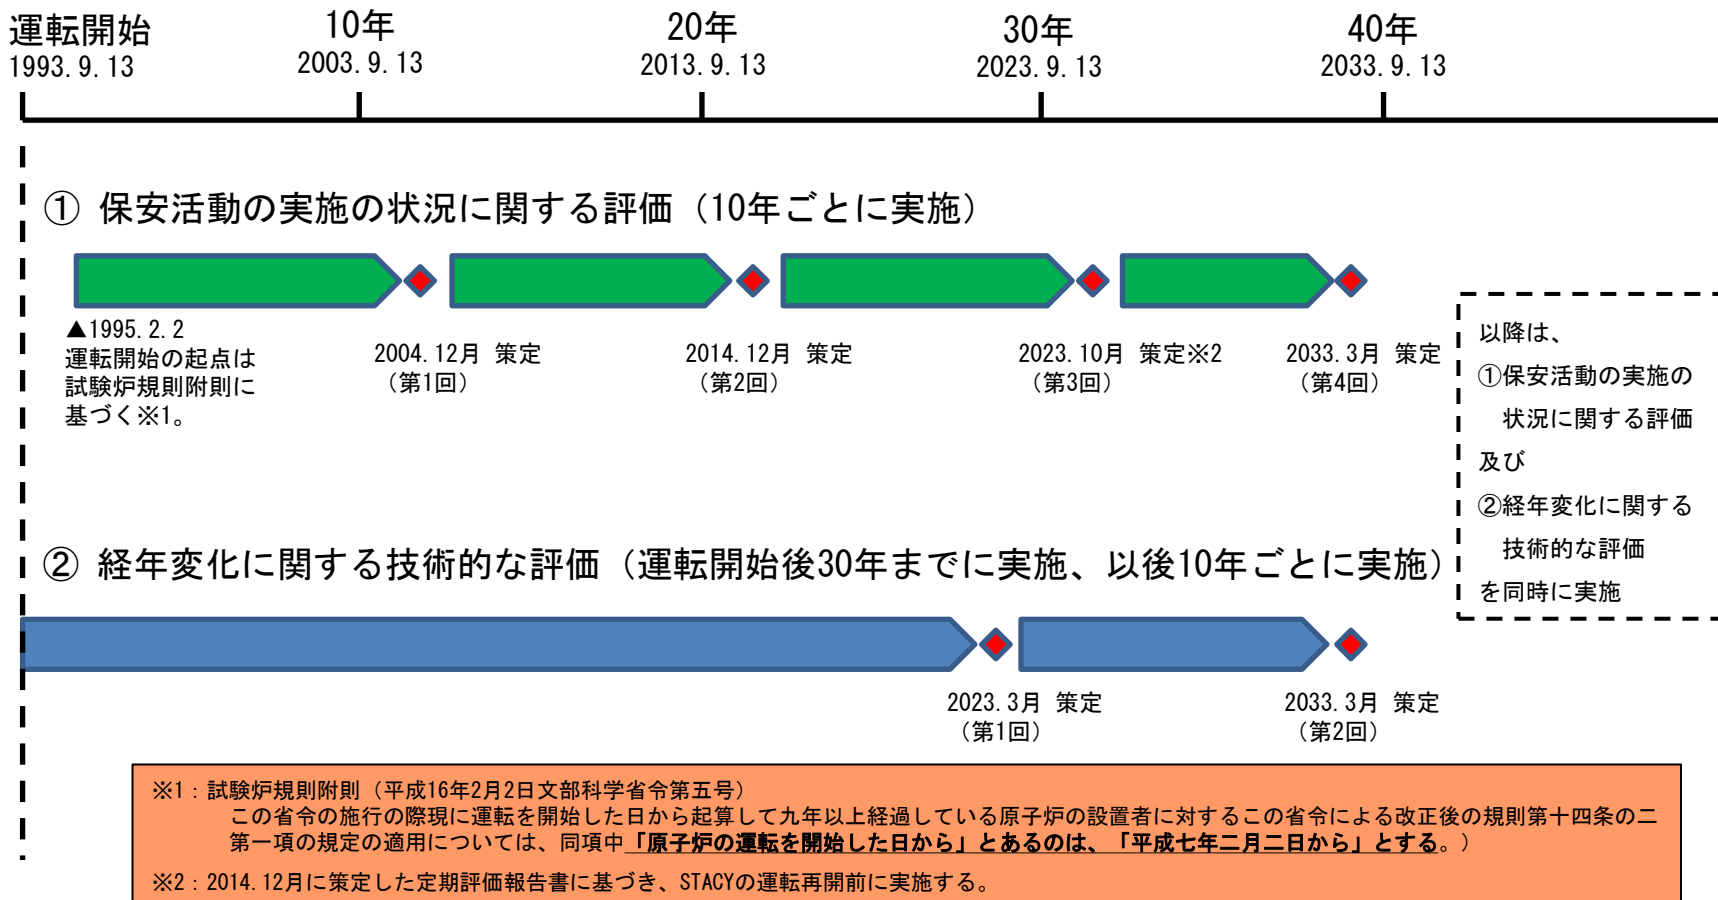 運転開始
1993.9.13
10年
2003.9.13
20年
2013.9.13
30年
2023.9.13
40年
2033.9.13
① 保安活動の実施の状況に関する評価（10年ごとに実施）
▲1995.2.2
運転開始の起点は
試験炉規則附則に
基づく※1。
2004.12月 策定
（第1回）
2014.12月 策定
（第2回）
2023.10月 策定※2
（第3回）
2033.3月 策定
（第4回）
以降は、
①保安活動の実施の
状況に関する評価
及び
②経年変化に関する
技術的な評価
を同時に実施
② 経年変化に関する技術的な評価（運転開始後30年までに実施、以後10年ごとに実施）
2023.3月 策定
（第1回）
2033.3月 策定
（第2回）
※1：試験炉規則附則（平成16年2月2日文部科学省令第五号）
この省令の施行の際現に運転を開始した日から起算して九年以上経過している原子炉の設置者に対するこの省令による改正後の規則第十四条の二
第一項の規定の適用については、同項中「原子炉の運転を開始した日から」とあるのは、「平成七年二月二日から」とする。）
※2：2014.12月に策定した定期評価報告書に基づき、STACYの運転再開前に実施する。